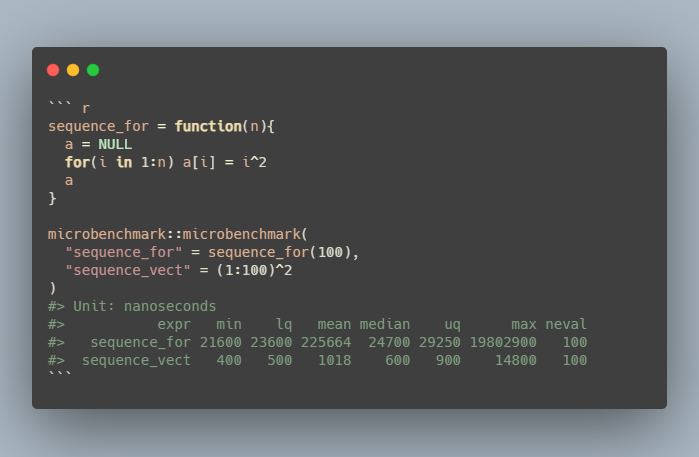 ``` r
sequence_for = function(n){
  a = NULL
  for(i in 1:n) a[i] = i^2
  a
}
microbenchmark::microbenchmark(
  "sequence_for" = sequence_for(100),
  "sequence_vect" = (1:100)^2
)
#> Unit: nanoseconds
#>           expr   min    lq   mean median    uq      max neval
#>   sequence_for 21600 23600 225664  24700 29250 19802900   100
#>  sequence_vect   400   500   1018    600   900    14800   100
```